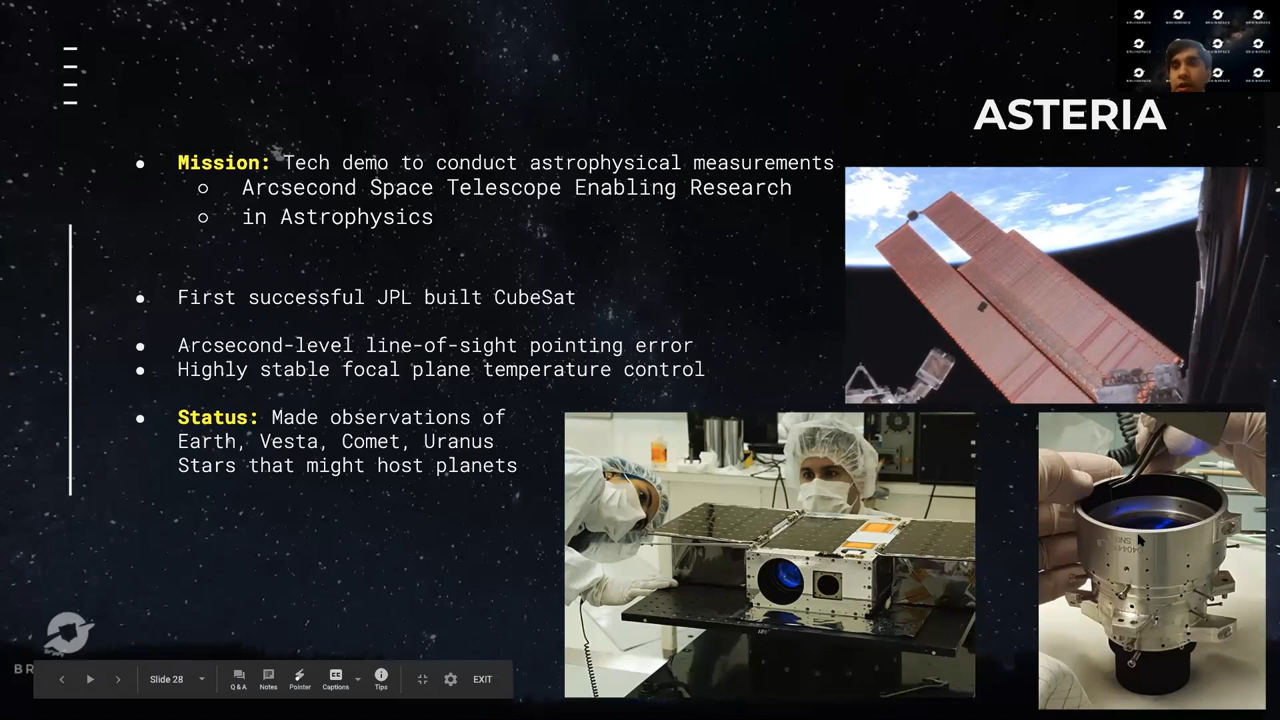 ASTERIA
Mission: Tech demo to conduct astrophysical measurements
Arcsecond Space Telescope Enabling Research
in Astrophysics
First successful JPL built CubeSat
Arcsecond-level line-of-sight pointing error
Highly stable focal plane temperature control
Status: Made observations of
Earth, Vesta, Comet, Uranus
Stars that might host planets
BR
Slide 28
Q & A
Notes
Pointer
Captions
Tips
EXIT